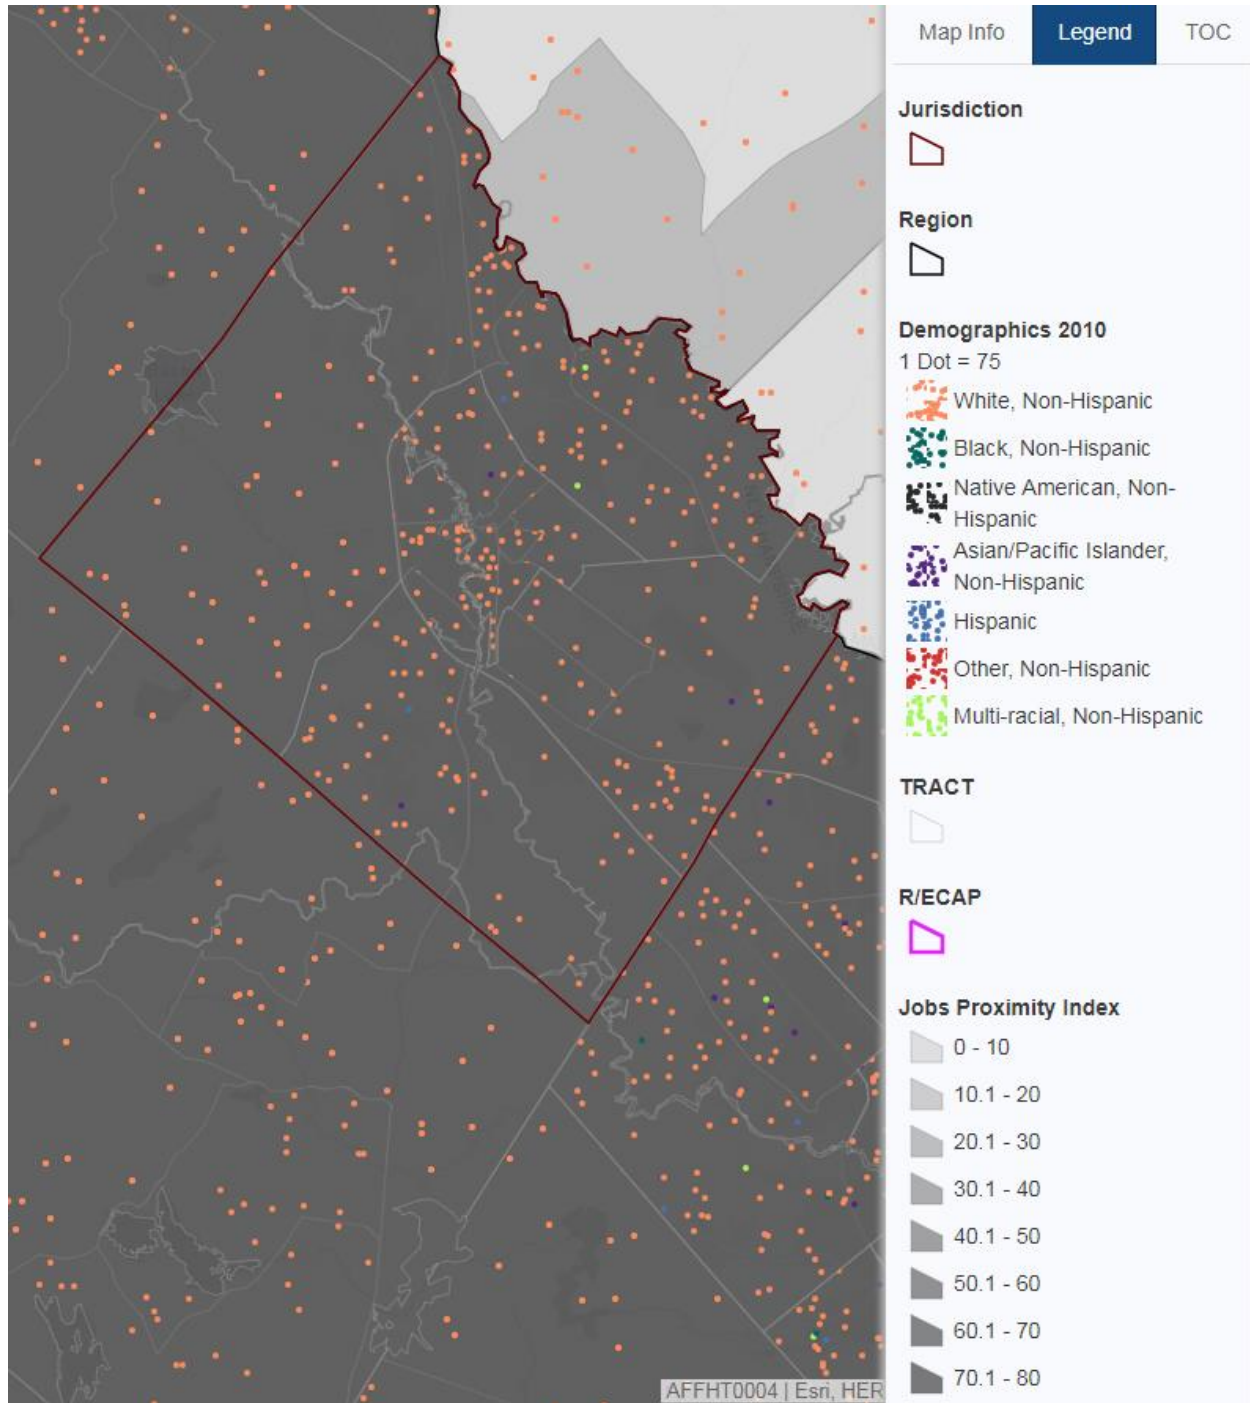 Map Info
Legend
TOC
Jurisdiction
Region
Demographics 2010
1 Dot = 75
White, Non-Hispanic
Black, Non-Hispanic
Native American, Non-
Hispanic
Asian/Pacific Islander,
Non-Hispanic
Hispanic
Other, Non-Hispanic
Multi-racial, Non-Hispanic
TRACT
R/ECAP
Jobs Proximity Index
0 - 10
10.1 - 20
20.1 - 30
30.1 - 40
40.1 - 50
50.1 - 60
60.1 - 70
70.1 - 80
AFFHT0004 | Esri, HER